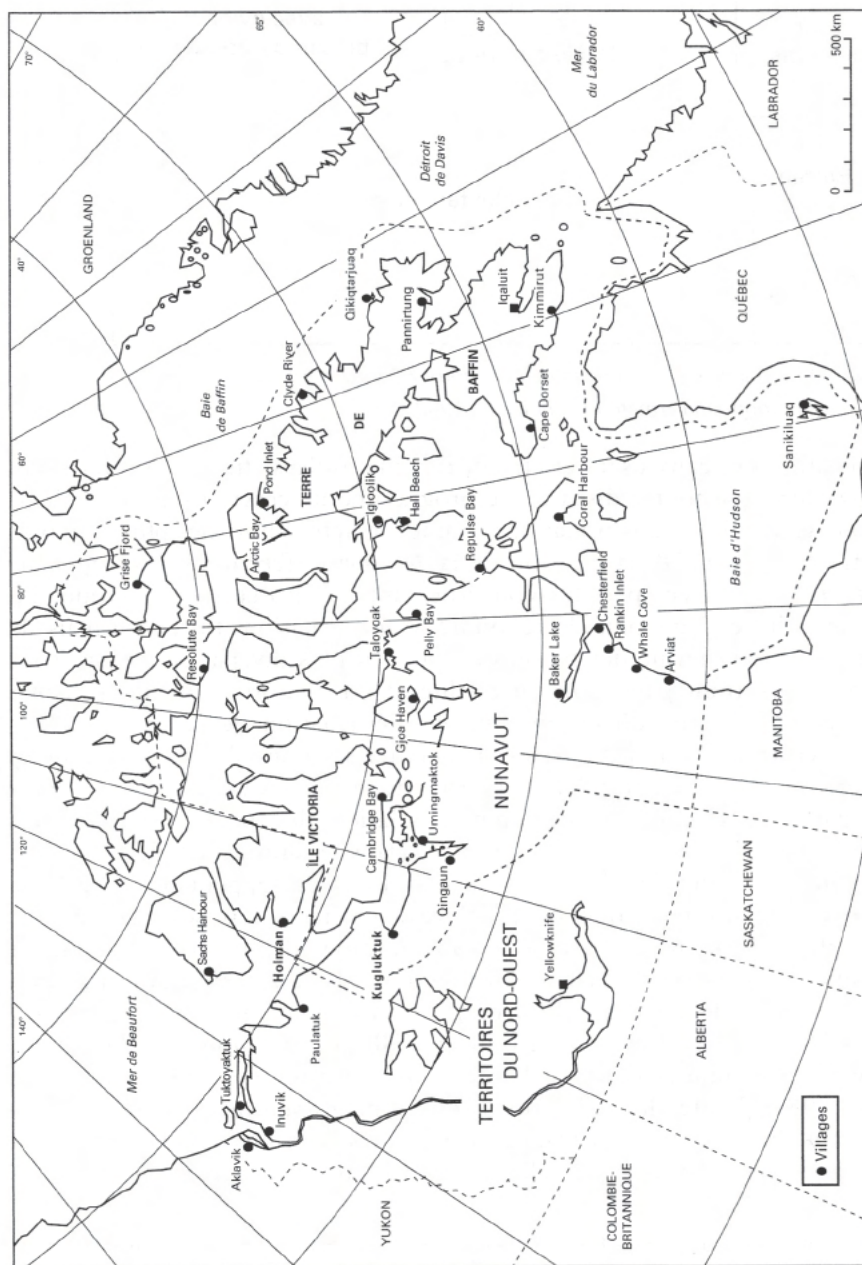 140°
120°
100°
80°
60°
40°
70°
65°
60°
Mer de Beaufort
GROENLAND
Baie
de Baffin
Détroit
de Davis
Mer
du Labrador
Grise Fjord
Resolute Bay
Sachs Harbour
Holman
ÎLE VICTORIA
Arctic Bay
Pond Inlet
Clyde River
TERRE
DE
BAFFIN
Qikiqtarjuaq
Pannirtung
Iqaluit
Kimmirut
Cape Dorset
Igloolik
Hall Beach
Repulse Bay
Coral Harbour
Tuktoyaktuk
Inuvik
Aklavik
Paulatuk
Kugluktuk
Cambridge Bay
Umingmaktok
Qingaun
Gjoa Haven
Taloyoak
Pelly Bay
NUNAVUT
Baker Lake
Chesterfield
Rankin Inlet
Whale Cove
Arviat
Baie d'Hudson
Sanikiluaq
YUKON
TERRITOIRES
DU NORD-OUEST
Yellowknife
COLOMBIE-
BRITANNIQUE
ALBERTA
SASKATCHEWAN
MANITOBA
QUÉBEC
LABRADOR
Villages
0
500 km